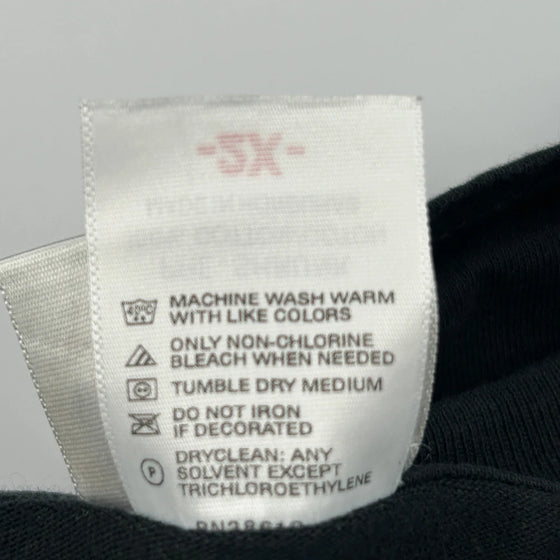 40°C
MACHINE WASH WARM
WITH LIKE COLORS
ONLY NON-CHLORINE
BLEACH WHEN NEEDED
TUMBLE DRY MEDIUM
DO NOT IRON
IF DECORATED
P
DRYCLEAN: ANY
SOLVENT EXCEPT
TRICHLOROETHYLENE